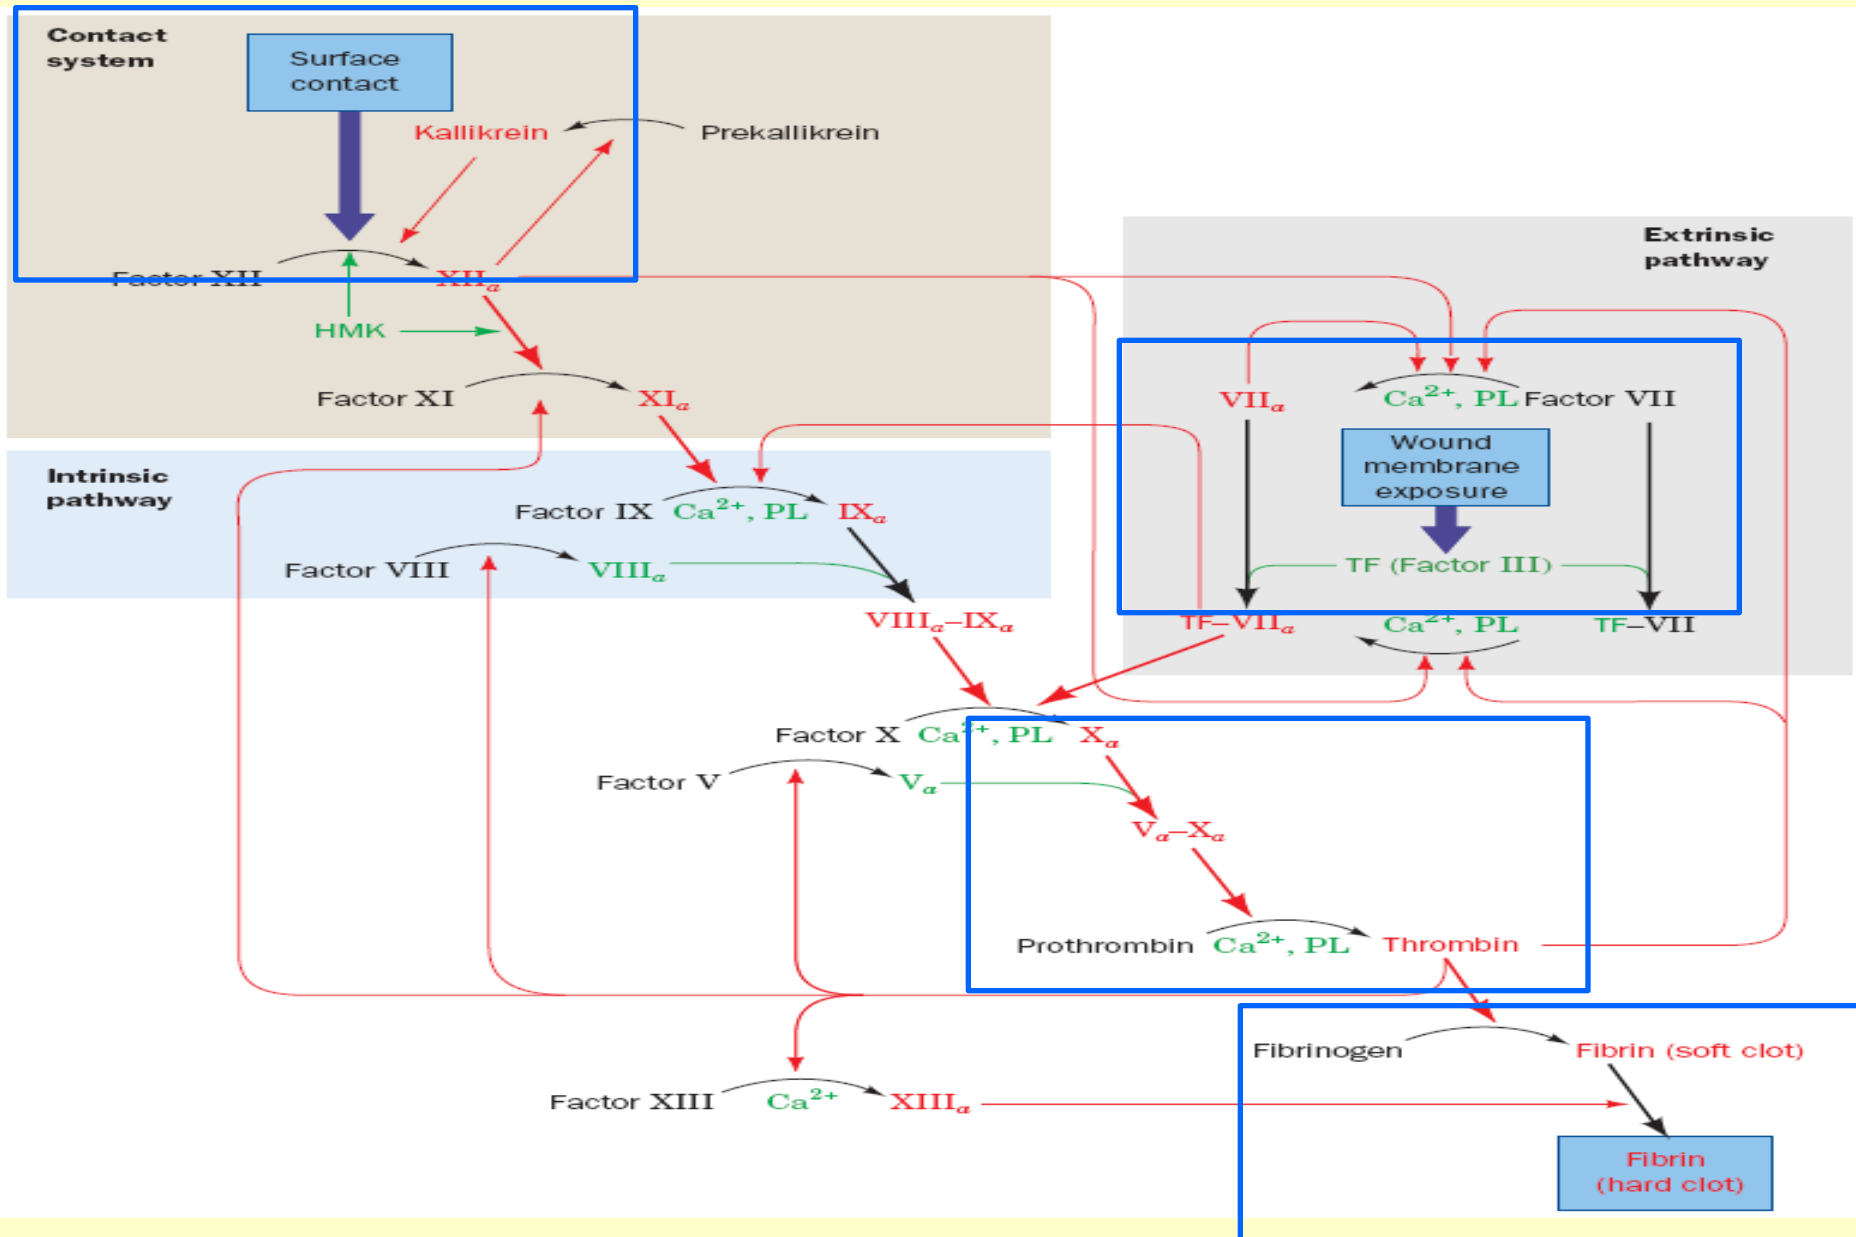 Contact
system
Surface
contact
Kallikrein
Prekallikrein
Factor XII
XIIa
HMK
Factor XI
XIa
Extrinsic
pathway
VIIa
Ca2+, PL
Factor VII
Wound
membrane
exposure
TF (Factor III)
TF–VIIa
Ca2+, PL
TF–VII
Intrinsic
pathway
Factor IX
Ca2+, PL
IXa
Factor VIII
VIIIa
VIIIa–IXa
Factor X
Ca2+, PL
Xa
Factor V
Va
Va–Xa
Prothrombin
Ca2+, PL
Thrombin
Fibrinogen
Fibrin (soft clot)
Factor XIII
Ca2+
XIIIa
Fibrin
(hard clot)